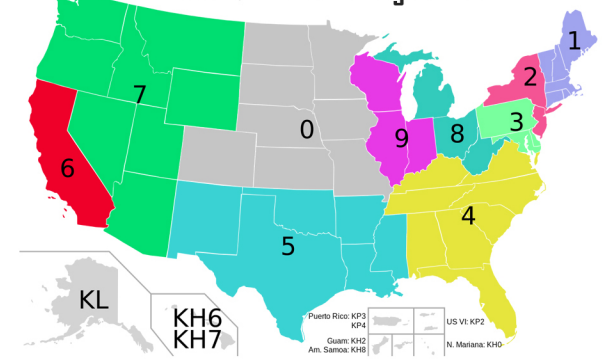 1
2
7
3
0
9
8
6
4
5
KL
KH6
KH7
Puerto Rico: KP3
KP4
US VI: KP2
Guam: KH2
Am. Samoa: KH8
N. Mariana: KH0